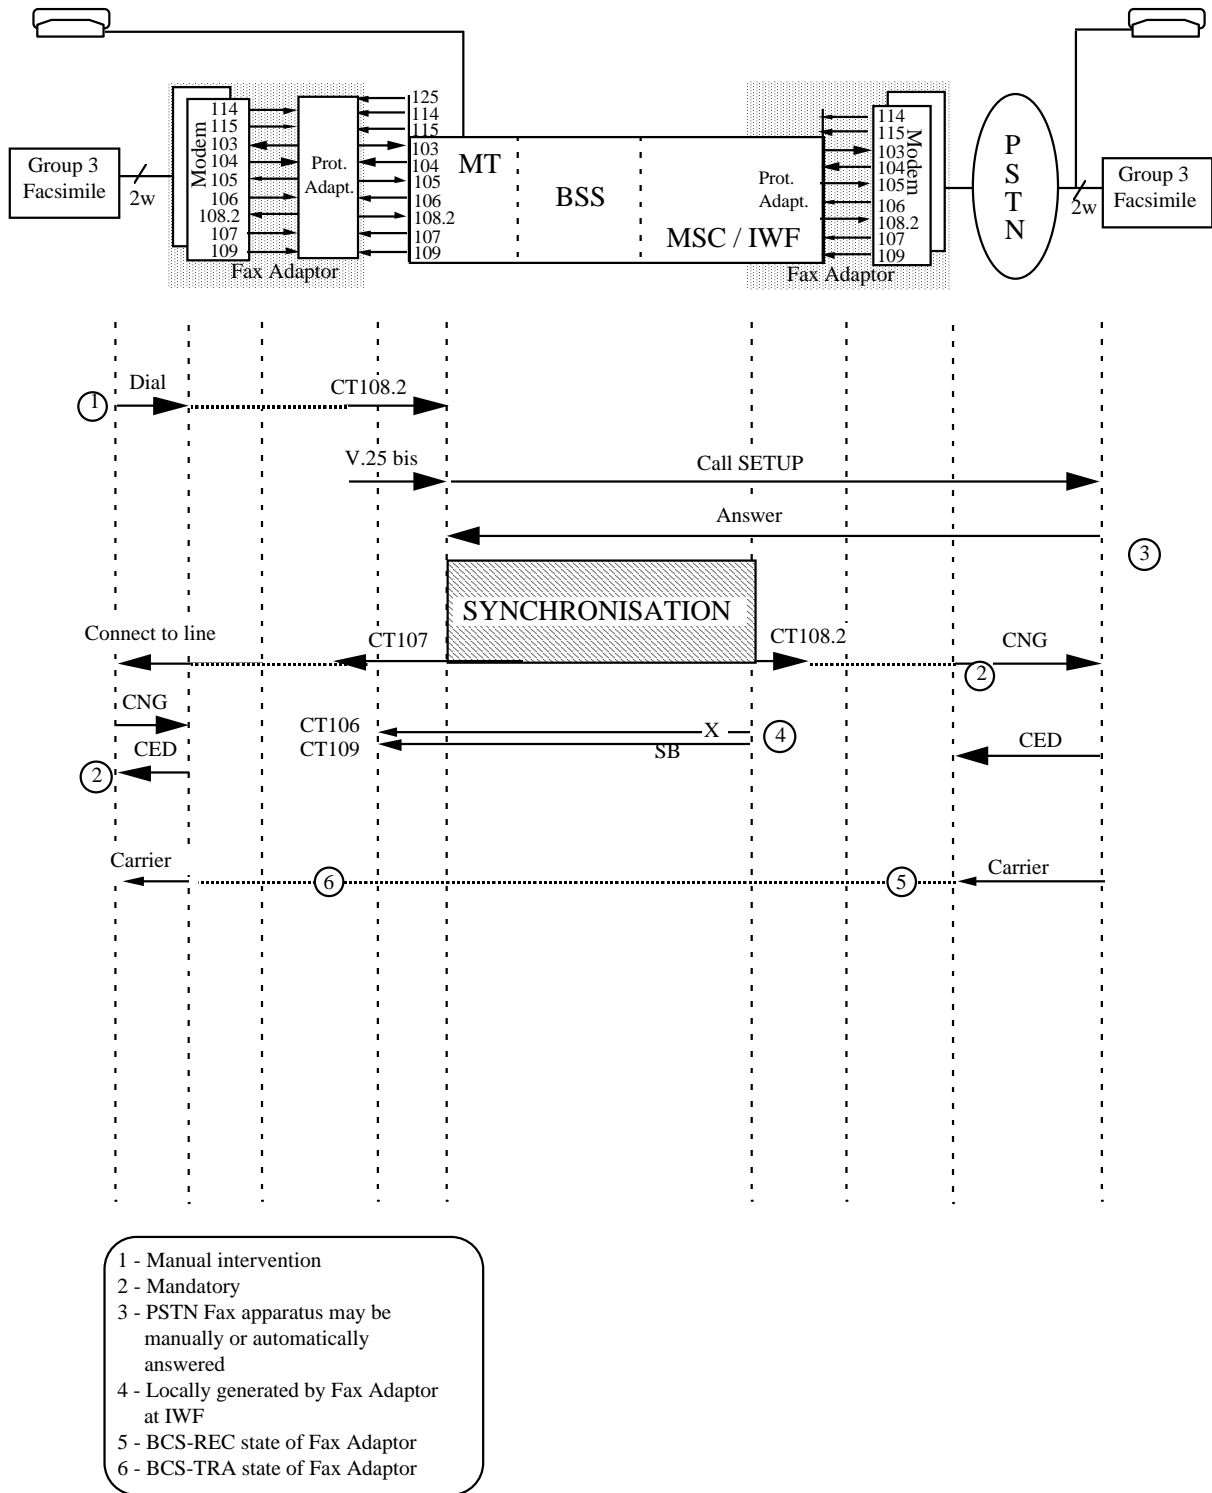 125
114
115
103
104
105
106
108.2
107
109
114
115
103
104
105
106
108.2
107
109
114
115
103
104
105
106
108.2
107
109
Modem
Prot.
Adapt.
MT
BSS
MSC / IWF
Prot.
Adapt.
Modem
P
S
T
N
Group 3
Facsimile
2w
Group 3
Facsimile
2w
Fax Adaptor
Fax Adaptor
Dial
CT108.2
1
V.25 bis
Call SETUP
Answer
3
SYNCHRONISATION
Connect to line
CT107
CT108.2
CNG
2
CNG
CT106
X
4
CED
CT109
SB
CED
2
Carrier
6
5
Carrier
1 - Manual intervention
2 - Mandatory
3 - PSTN Fax apparatus may be
manually or automatically
answered
4 - Locally generated by Fax Adaptor
at IWF
5 - BCS-REC state of Fax Adaptor
6 - BCS-TRA state of Fax Adaptor